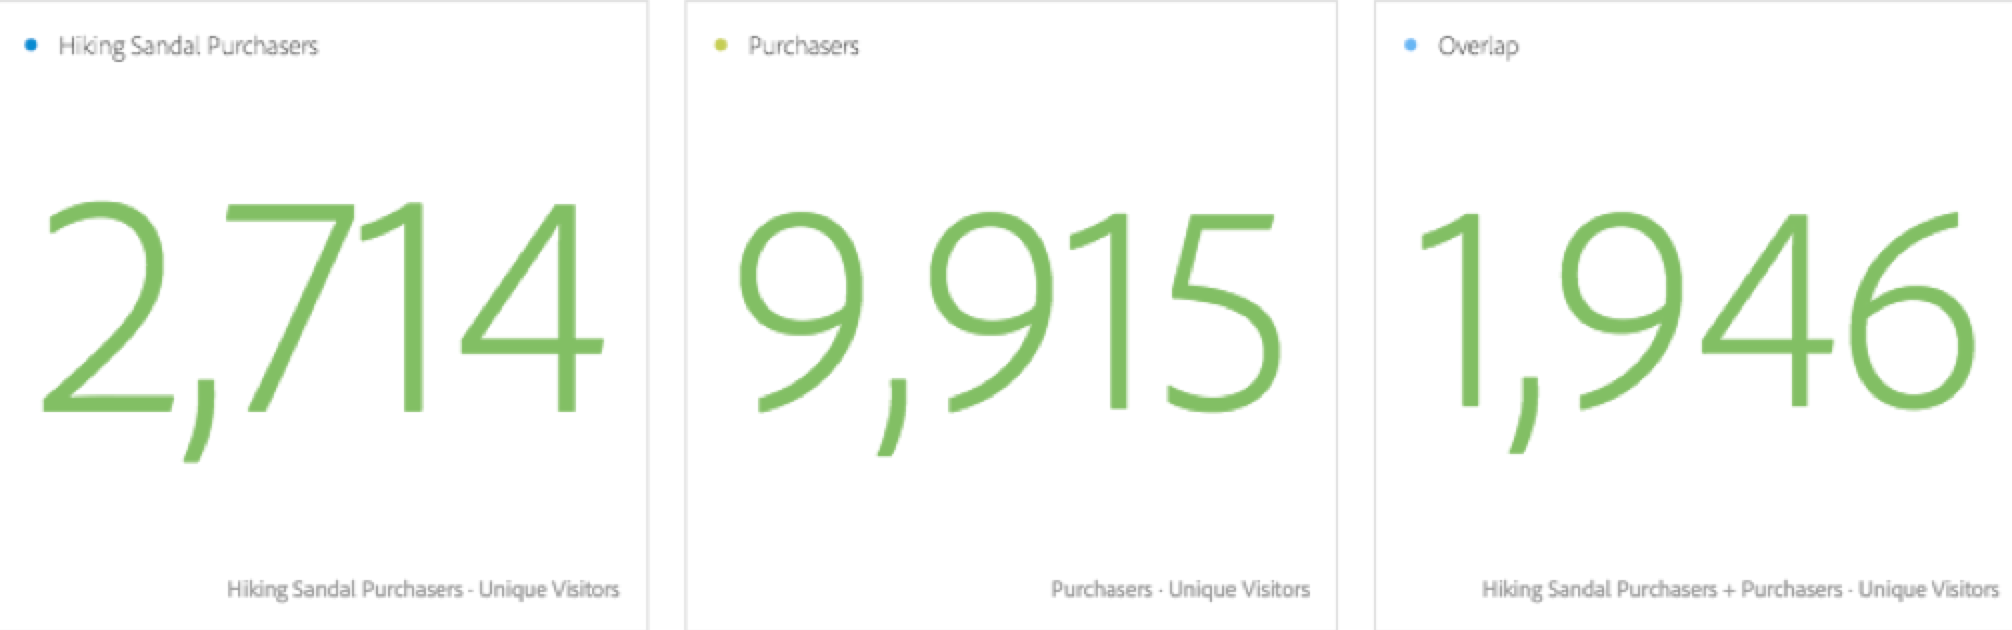 Hiking Sandal Purchasers
2,714
Hiking Sandal Purchasers - Unique Visitors
Purchasers
9,915
Purchasers - Unique Visitors
Overlap
1,946
Hiking Sandal Purchasers + Purchasers - Unique Visitors